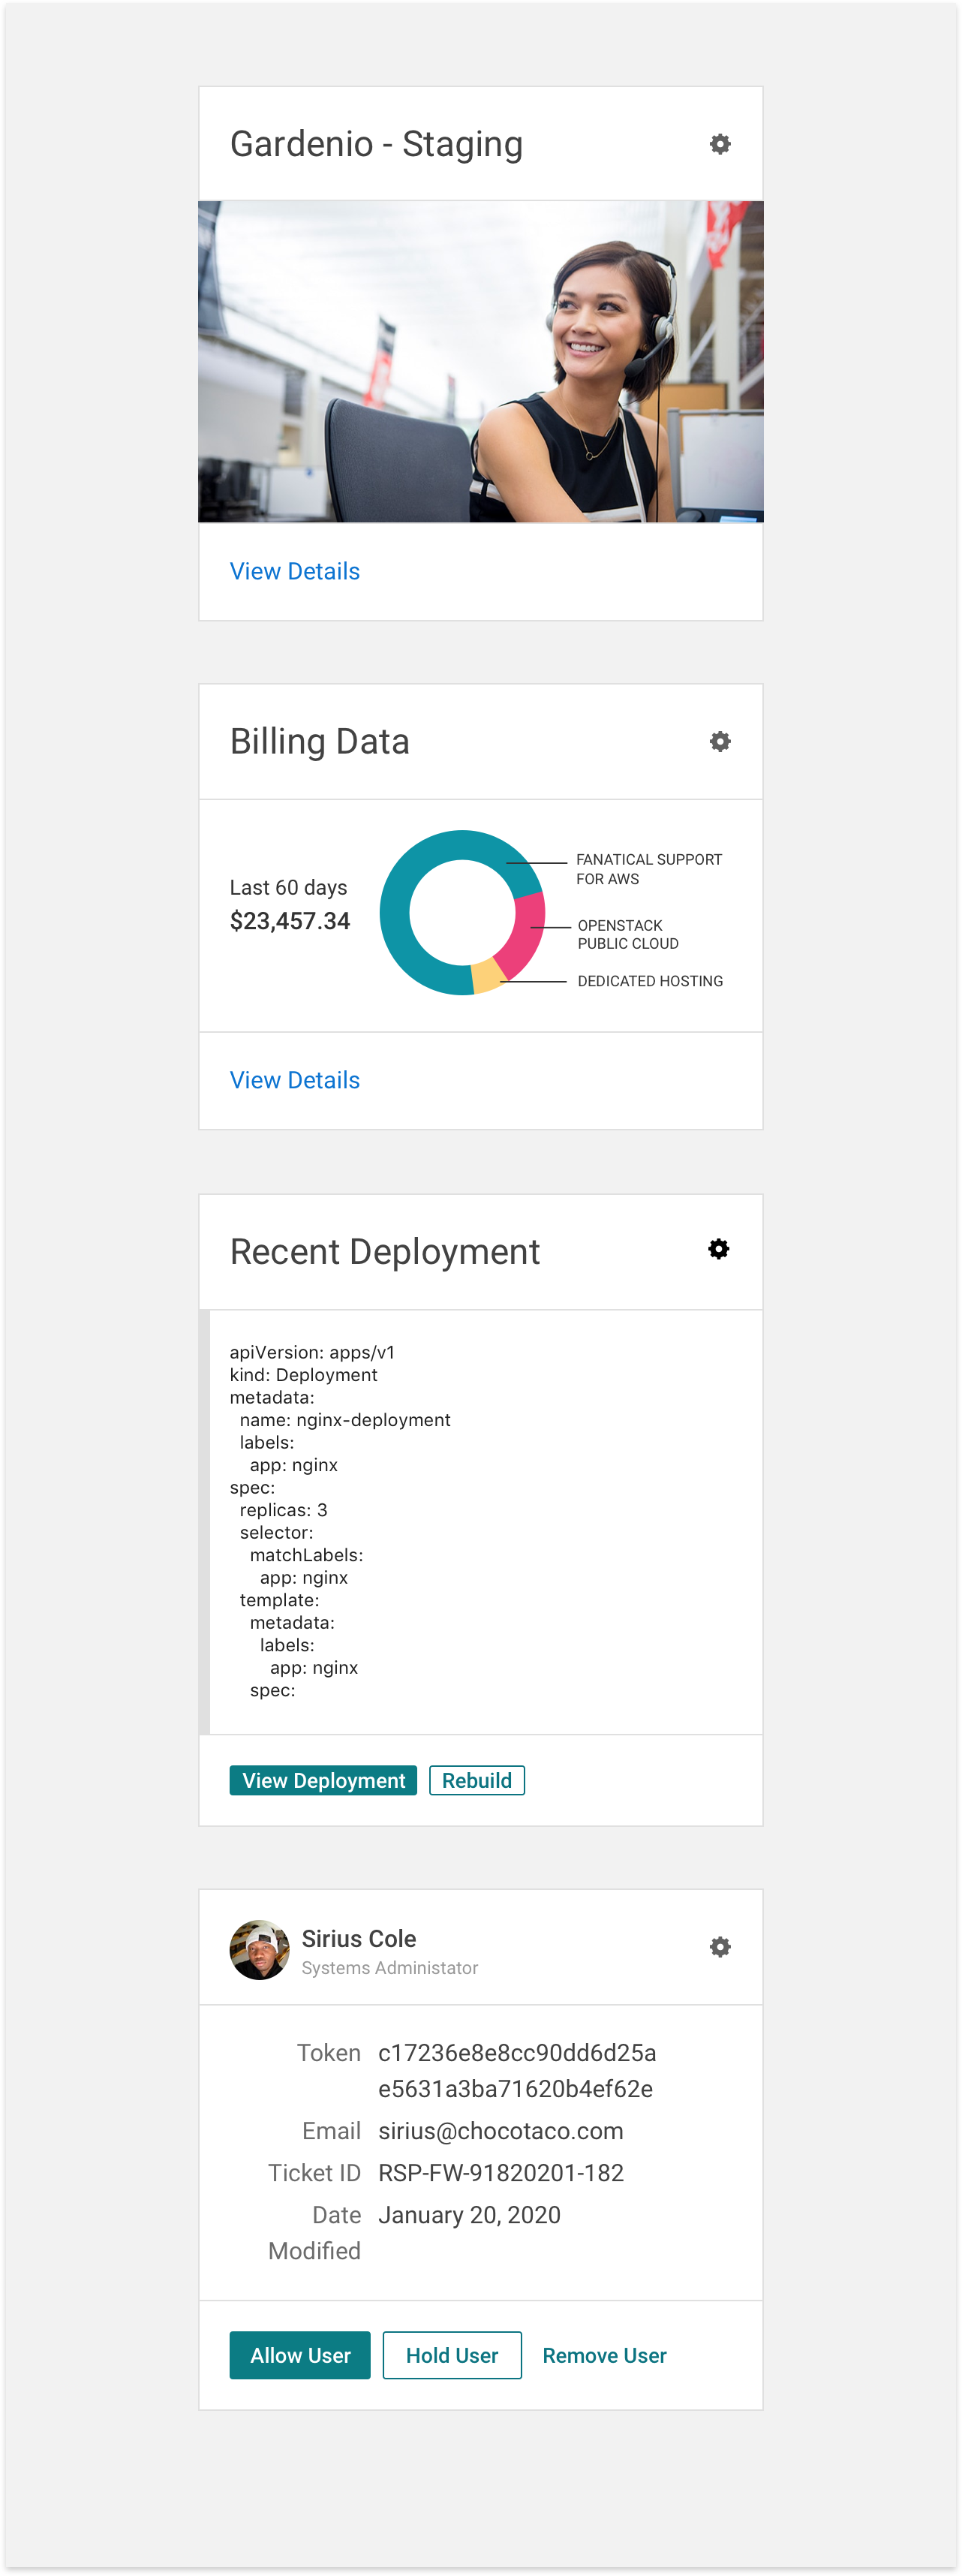 Gardenio - Staging
View Details
Billing Data
Last 60 days
$23,457.34
FANATICAL SUPPORT
FOR AWS
OPENSTACK
PUBLIC CLOUD
DEDICATED HOSTING
View Details
Recent Deployment
apiVersion: apps/v1
kind: Deployment
metadata:
  name: nginx-deployment
  labels:
    app: nginx
spec:
  replicas: 3
  selector:
    matchLabels:
      app: nginx
  template:
    metadata:
      labels:
        app: nginx
    spec:
View Deployment Rebuild
Sirius Cole
Systems Administator
Token c17236e8e8cc90dd6d25a
e5631a3ba71620b4ef62e
Email sirius@chocotaco.com
Ticket ID RSP-FW-91820201-182
Date January 20, 2020
Modified
Allow User Hold User Remove User